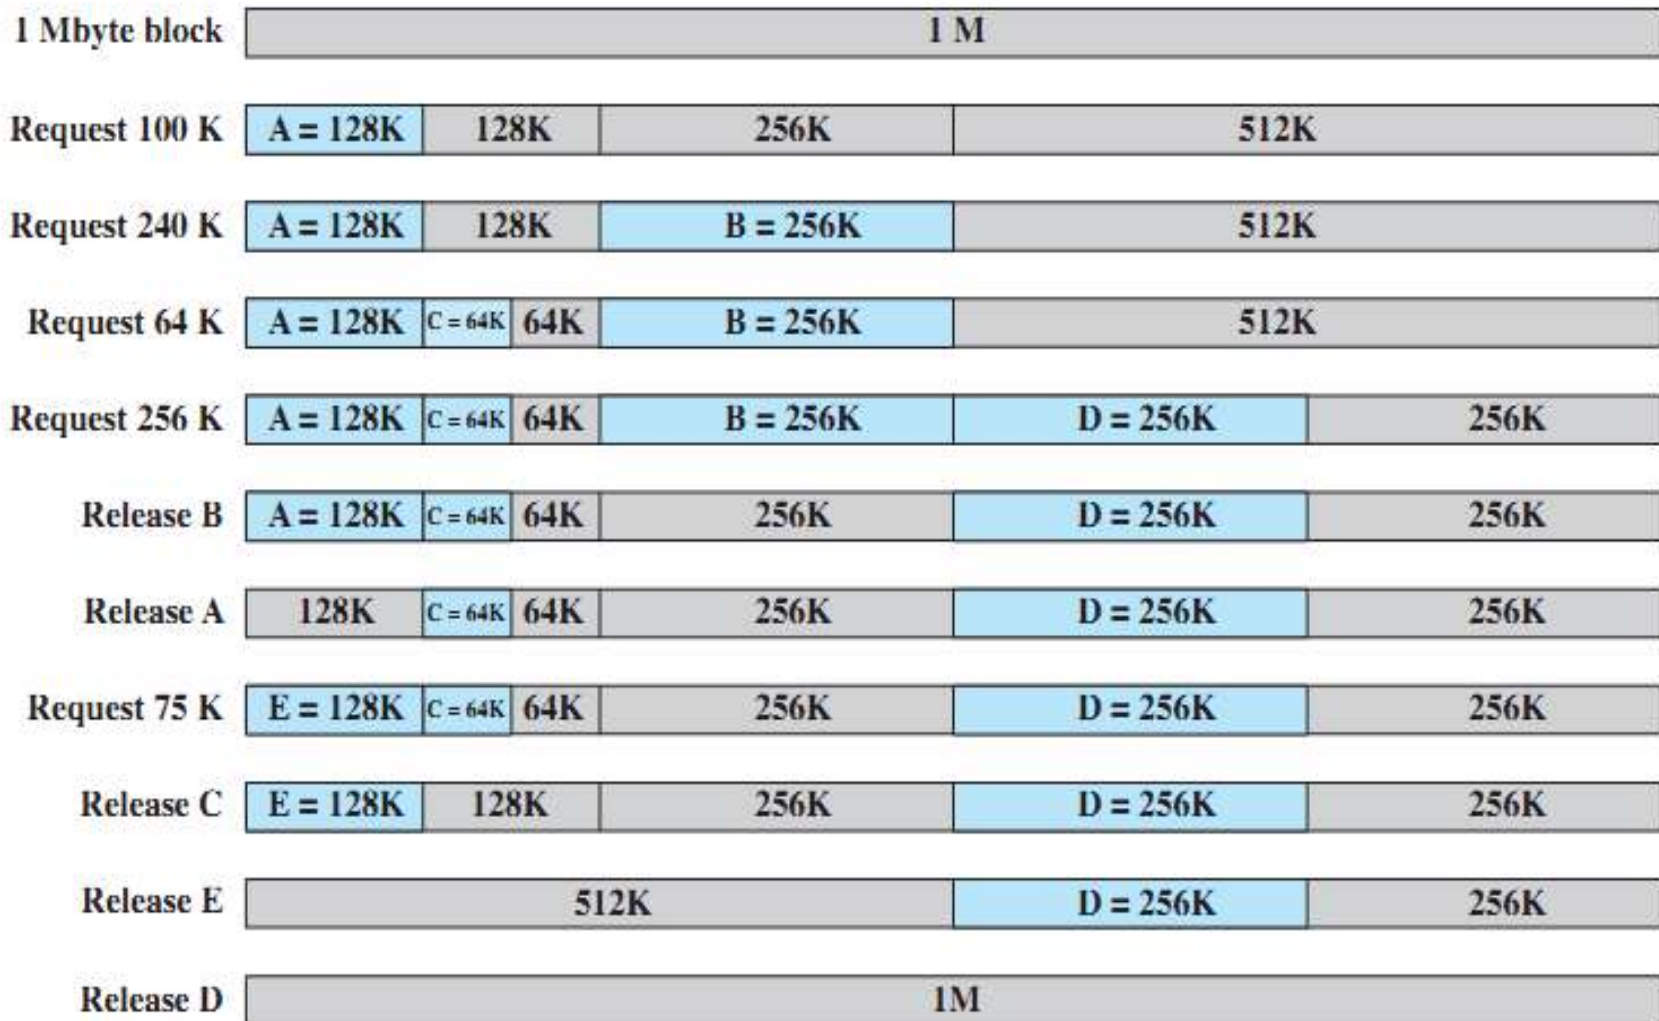 1 Mbyte block 1 M
Request 100 K A = 128K 128K 256K 512K
Request 240 K A = 128K 128K B = 256K 512K
Request 64 K A = 128K C = 64K 64K B = 256K 512K
Request 256 K A = 128K C = 64K 64K B = 256K D = 256K 256K
Release B A = 128K C = 64K 64K 256K D = 256K 256K
Release A 128K C = 64K 64K 256K D = 256K 256K
Request 75 K E = 128K C = 64K 64K 256K D = 256K 256K
Release C E = 128K 128K 256K D = 256K 256K
Release E 512K D = 256K 256K
Release D 1M